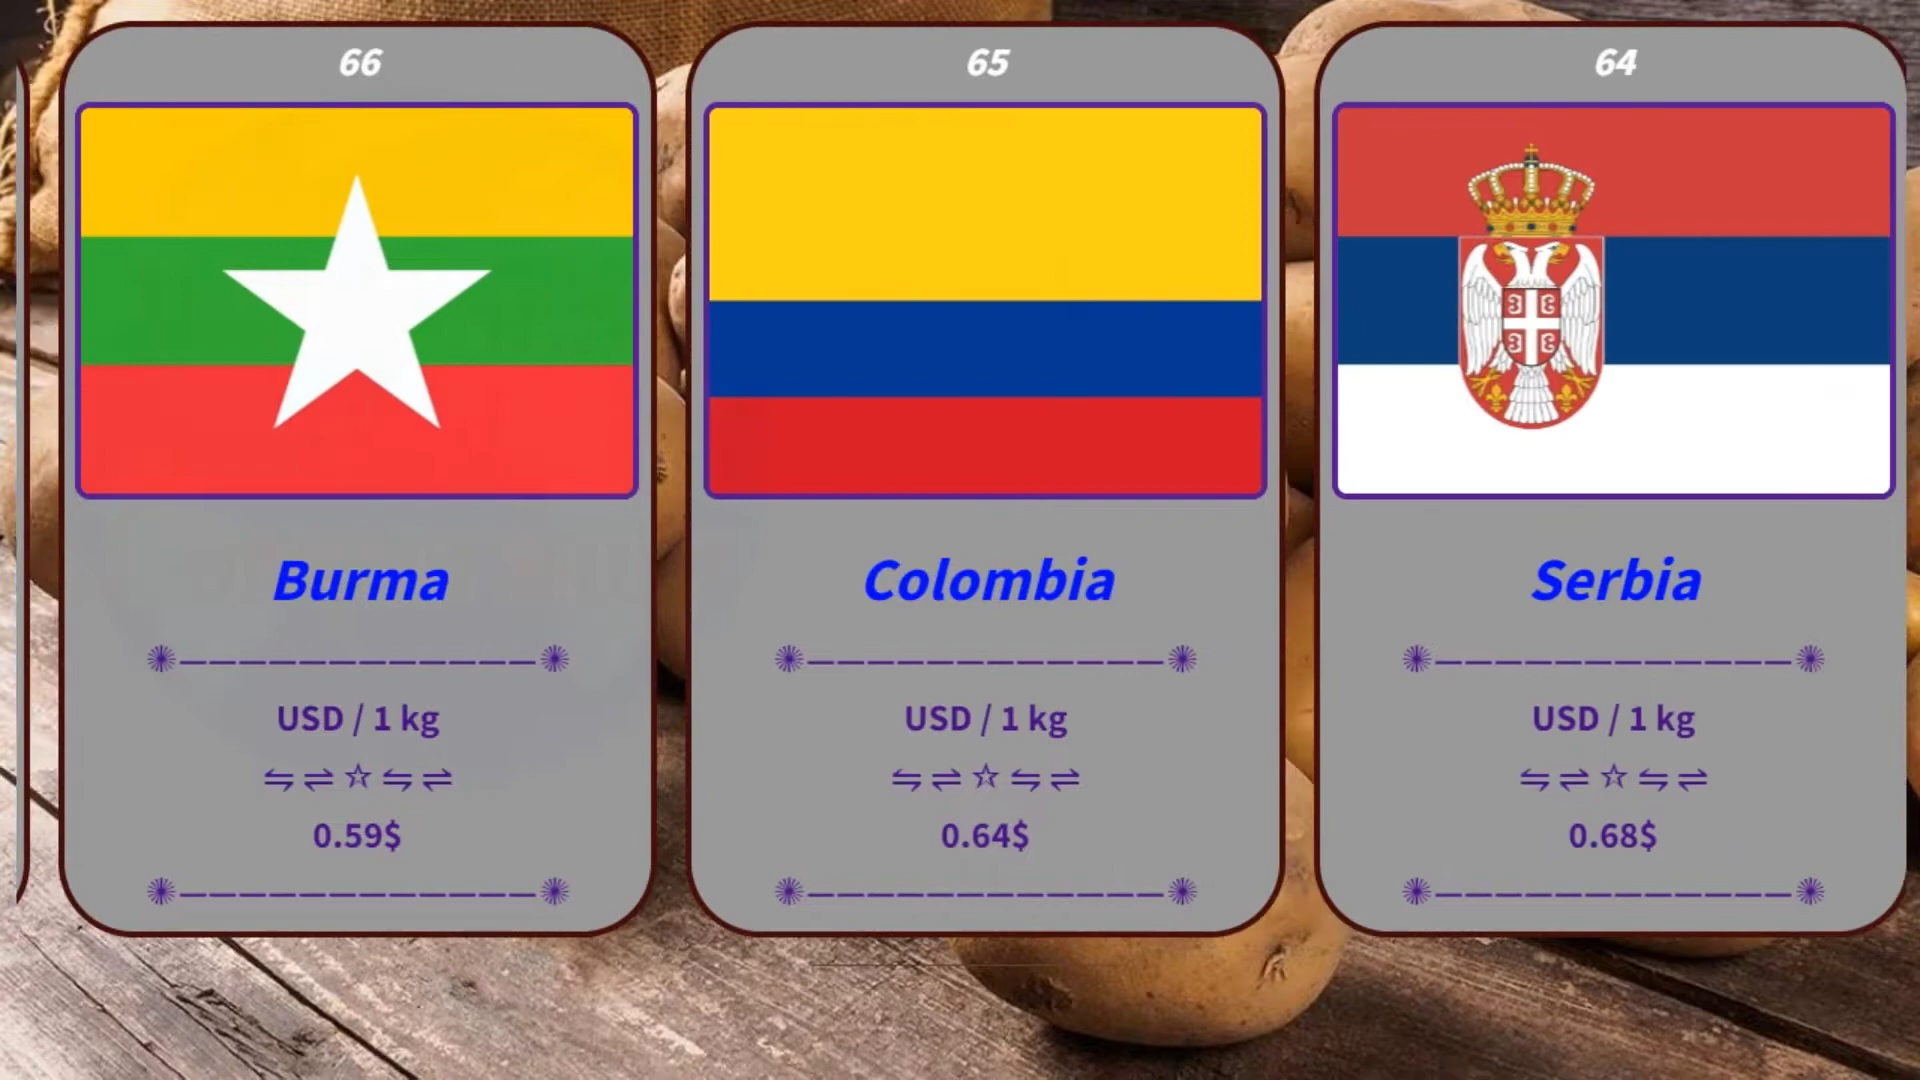 66
Burma
USD / 1 kg
⇋ ⇌ ☆ ⇋ ⇌
0.59$
65
Colombia
USD / 1 kg
⇋ ⇌ ☆ ⇋ ⇌
0.64$
64
Serbia
USD / 1 kg
⇋ ⇌ ☆ ⇋ ⇌
0.68$